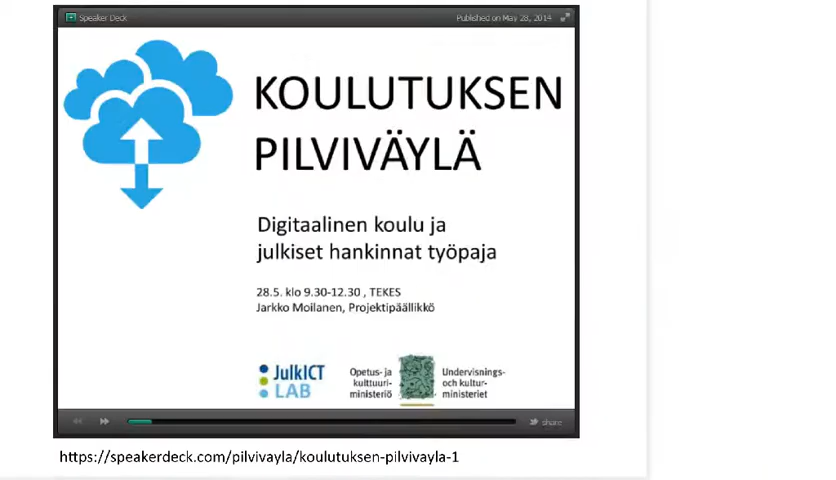 Speaker Deck
Published on May 28, 2014
KOULUTUKSEN
PILVIVÄYLÄ
Digitaalinen koulu ja
julkiset hankinnat työpaja
28.5. klo 9.30-12.30 , TEKES
Jarkko Moilanen, Projektipäällikkö
JulkICT
LAB
Opetus- ja
kulttuuri-
ministeriö
Undervisnings-
och kultur-
ministeriet
share
https://speakerdeck.com/pilvivayla/koulutuksen-pilvivayla-1